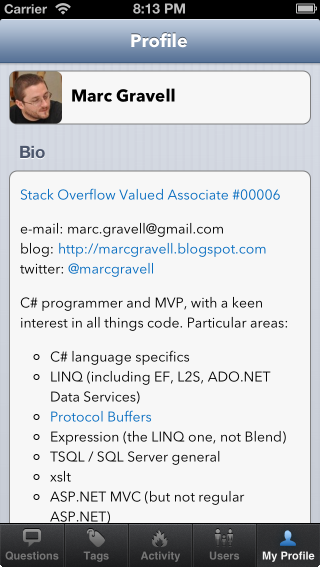 Carrier 8:13 PM
Profile
Marc Gravell
Bio
Stack Overflow Valued Associate #00006
e-mail: marc.gravell@gmail.com
blog: http://marcgravell.blogspot.com
twitter: @marcgravell
C# programmer and MVP, with a keen
interest in all things code. Particular areas:
C# language specifics
LINQ (including EF, L2S, ADO.NET
Data Services)
Protocol Buffers
Expression (the LINQ one, not Blend)
TSQL / SQL Server general
xslt
ASP.NET MVC (but not regular
ASP.NET)
Questions Tags Activity Users My Profile